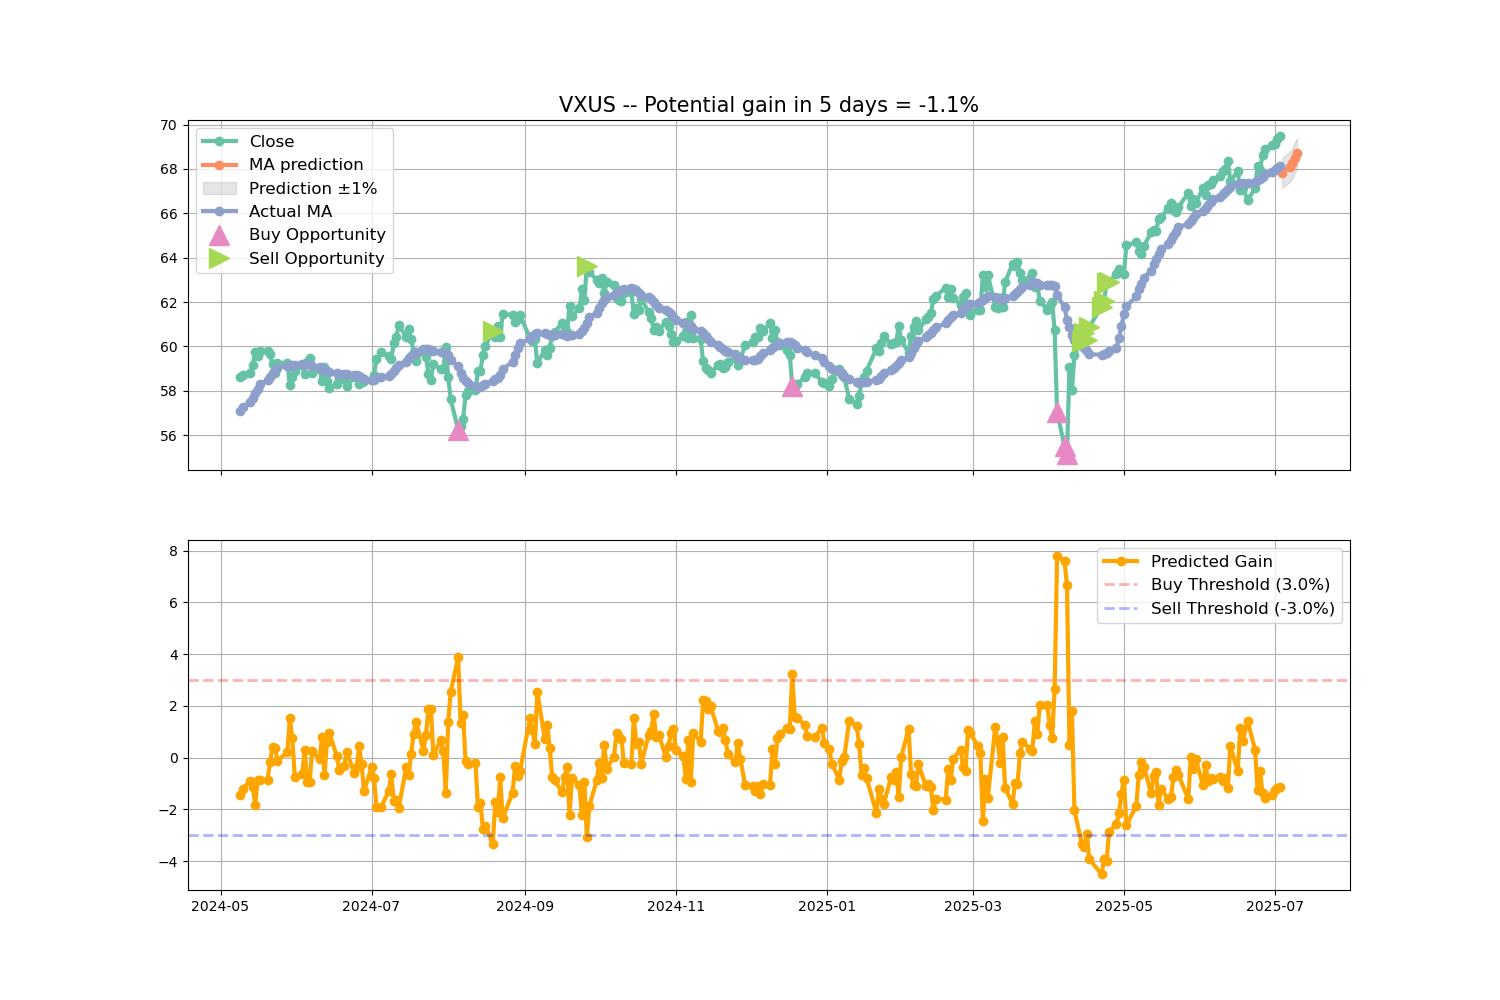 VXUS -- Potential gain in 5 days = -1.1%
70
68
66
64
62
60
58
56
Close
MA prediction
Prediction ±1%
Actual MA
Buy Opportunity
Sell Opportunity
8
6
4
2
0
−2
−4
Predicted Gain
Buy Threshold (3.0%)
Sell Threshold (-3.0%)
2024-05
2024-07
2024-09
2024-11
2025-01
2025-03
2025-05
2025-07